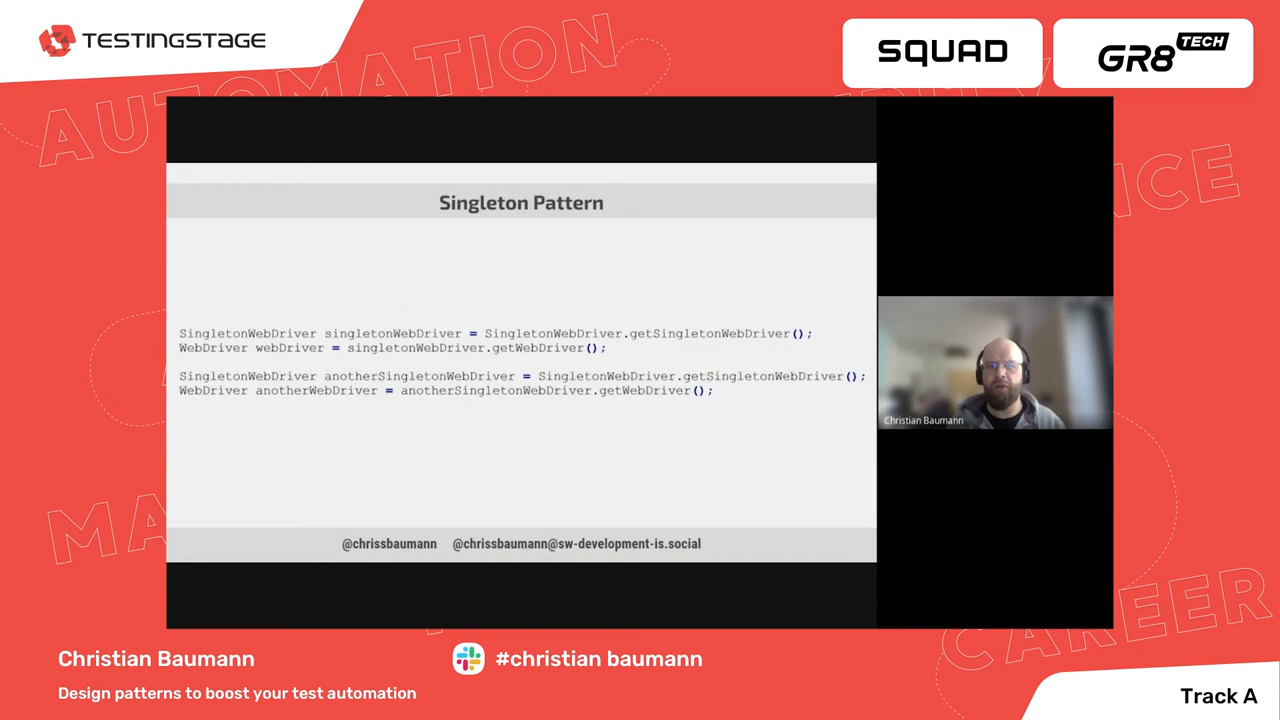 TESTINGSTAGE
SQUAD
GR8 TECH
AUTOMATION
Singleton Pattern
SingletonWebDriver singletonWebDriver = SingletonWebDriver.getSingletonWebDriver();
WebDriver webDriver = singletonWebDriver.getWebDriver();
SingletonWebDriver anotherSingletonWebDriver = SingletonWebDriver.getSingletonWebDriver();
WebDriver anotherWebDriver = anotherSingletonWebDriver.getWebDriver();
Christian Baumann
@chrissbaumann @chrissbaumann@sw-development-is.social
CAREER
Christian Baumann
#christian baumann
Design patterns to boost your test automation
Track A